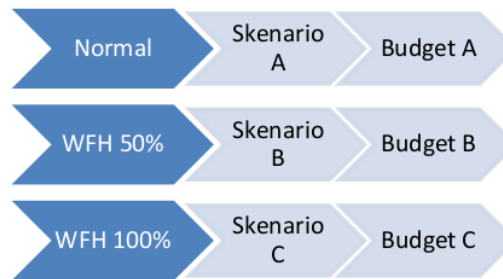 Normal
Skenario
A
Budget A
WFH 50%
Skenario
B
Budget B
WFH 100%
Skenario
C
Budget C